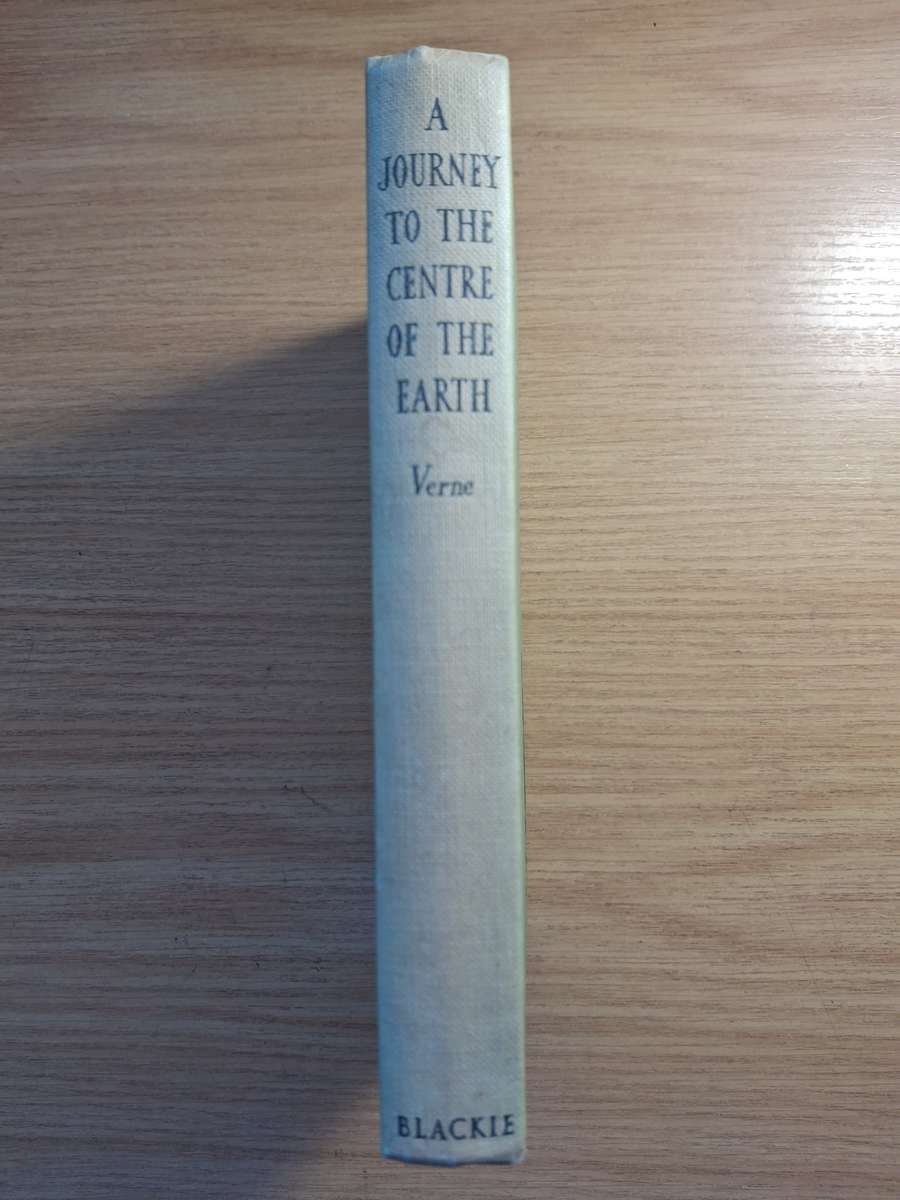 A
JOURNEY
TO THE
CENTRE
OF THE
EARTH
Verne
BLACKIE